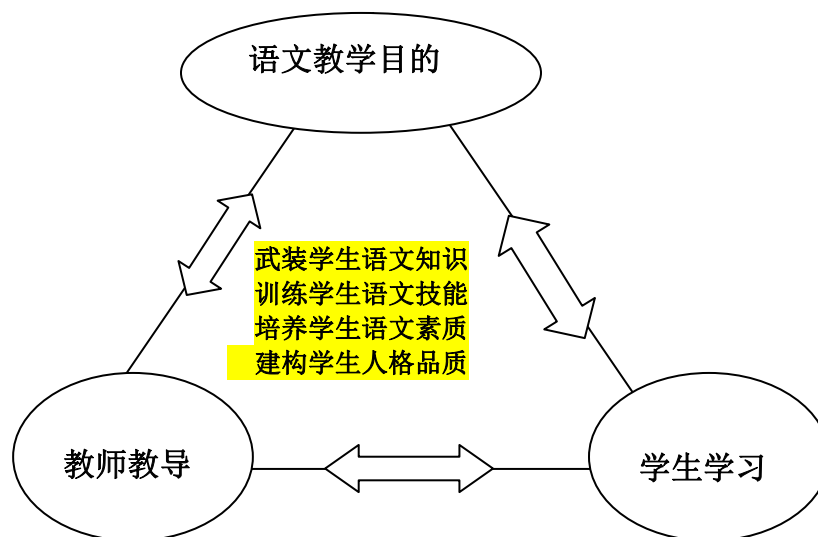 语文教学目的
武装学生语文知识
训练学生语文技能
培养学生语文素质
建构学生人格品质
教师教导
学生学习